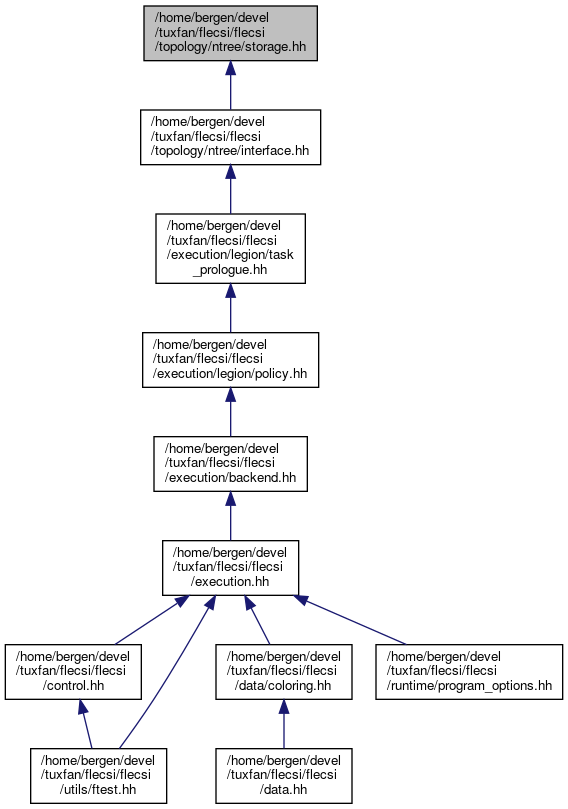 /home/bergen/devel
/tuxfan/flecsi/flecsi
/topology/ntree/storage.hh
/home/bergen/devel
/tuxfan/flecsi/flecsi
/topology/ntree/interface.hh
/home/bergen/devel
/tuxfan/flecsi/flecsi
/execution/legion/task
_prologue.hh
/home/bergen/devel
/tuxfan/flecsi/flecsi
/execution/legion/policy.hh
/home/bergen/devel
/tuxfan/flecsi/flecsi
/execution/backend.hh
/home/bergen/devel
/tuxfan/flecsi/flecsi
/execution.hh
/home/bergen/devel
/tuxfan/flecsi/flecsi
/control.hh
/home/bergen/devel
/tuxfan/flecsi/flecsi
/data/coloring.hh
/home/bergen/devel
/tuxfan/flecsi/flecsi
/runtime/program_options.hh
/home/bergen/devel
/tuxfan/flecsi/flecsi
/utils/ftest.hh
/home/bergen/devel
/tuxfan/flecsi/flecsi
/data.hh